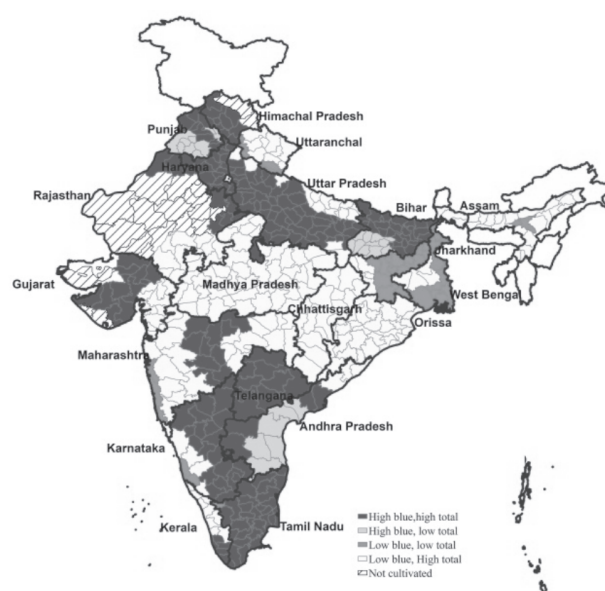 Himachal Pradesh
Punjab
Uttaranchal
Haryana
Uttar Pradesh
Rajasthan
Bihar
Assam
Jharkhand
Gujarat
Madhya Pradesh
West Bengal
Chhattisgarh
Orissa
Maharashtra
Telangana
Andhra Pradesh
Karnataka
Kerala
Tamil Nadu
High blue,high total
High blue, low total
Low blue, low total
Low blue, High total
Not cultivated